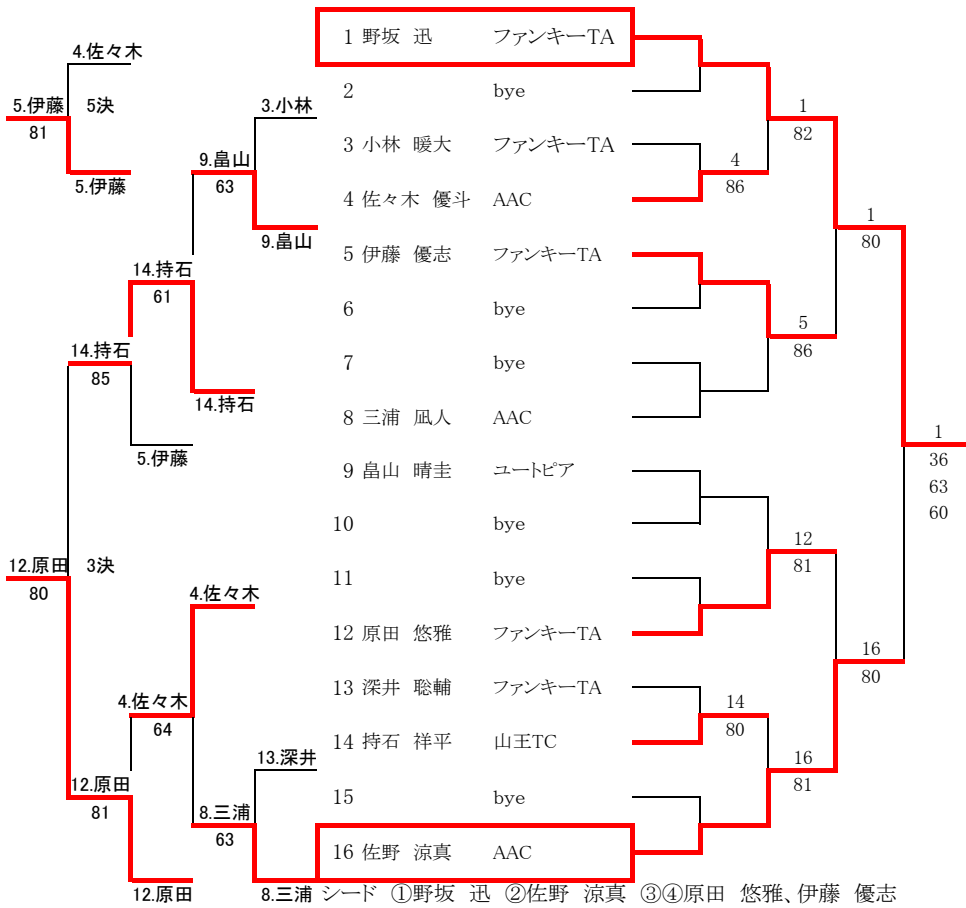 4.佐々木
5.伊藤 5決
81
5.伊藤
3.小林
9.畠山
63
9.畠山
14.持石
61
14.持石
85
14.持石
5.伊藤
12.原田 3決
80
4.佐々木
4.佐々木
64
13.深井
12.原田
81
8.三浦
63
12.原田
8.三浦
1 野坂 迅 ファンキーTA
2 bye
3 小林 暖大 ファンキーTA
4 佐々木 優斗 AAC
5 伊藤 優志 ファンキーTA
6 bye
7 bye
8 三浦 凪人 AAC
9 畠山 晴圭 ユートピア
10 bye
11 bye
12 原田 悠雅 ファンキーTA
13 深井 聡輔 ファンキーTA
14 持石 祥平 山王TC
15 bye
16 佐野 涼真 AAC
1
82
4
86
1
80
5
86
1
36
63
60
12
81
16
80
14
80
16
81
シード ①野坂 迅 ②佐野 涼真 ③④原田 悠雅、伊藤 優志